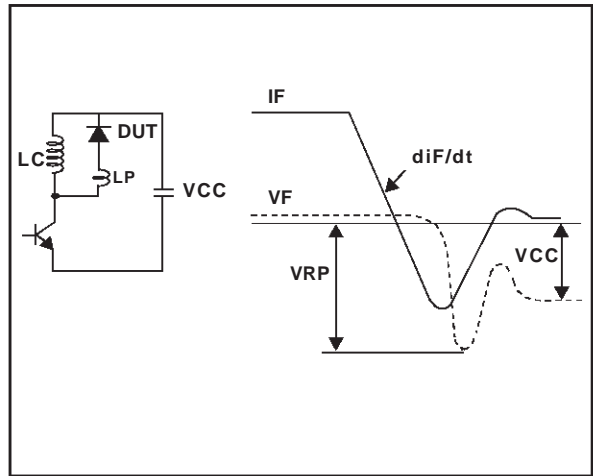 LC
DUT
LP
VCC
IF
diF/dt
VF
VRP
VCC